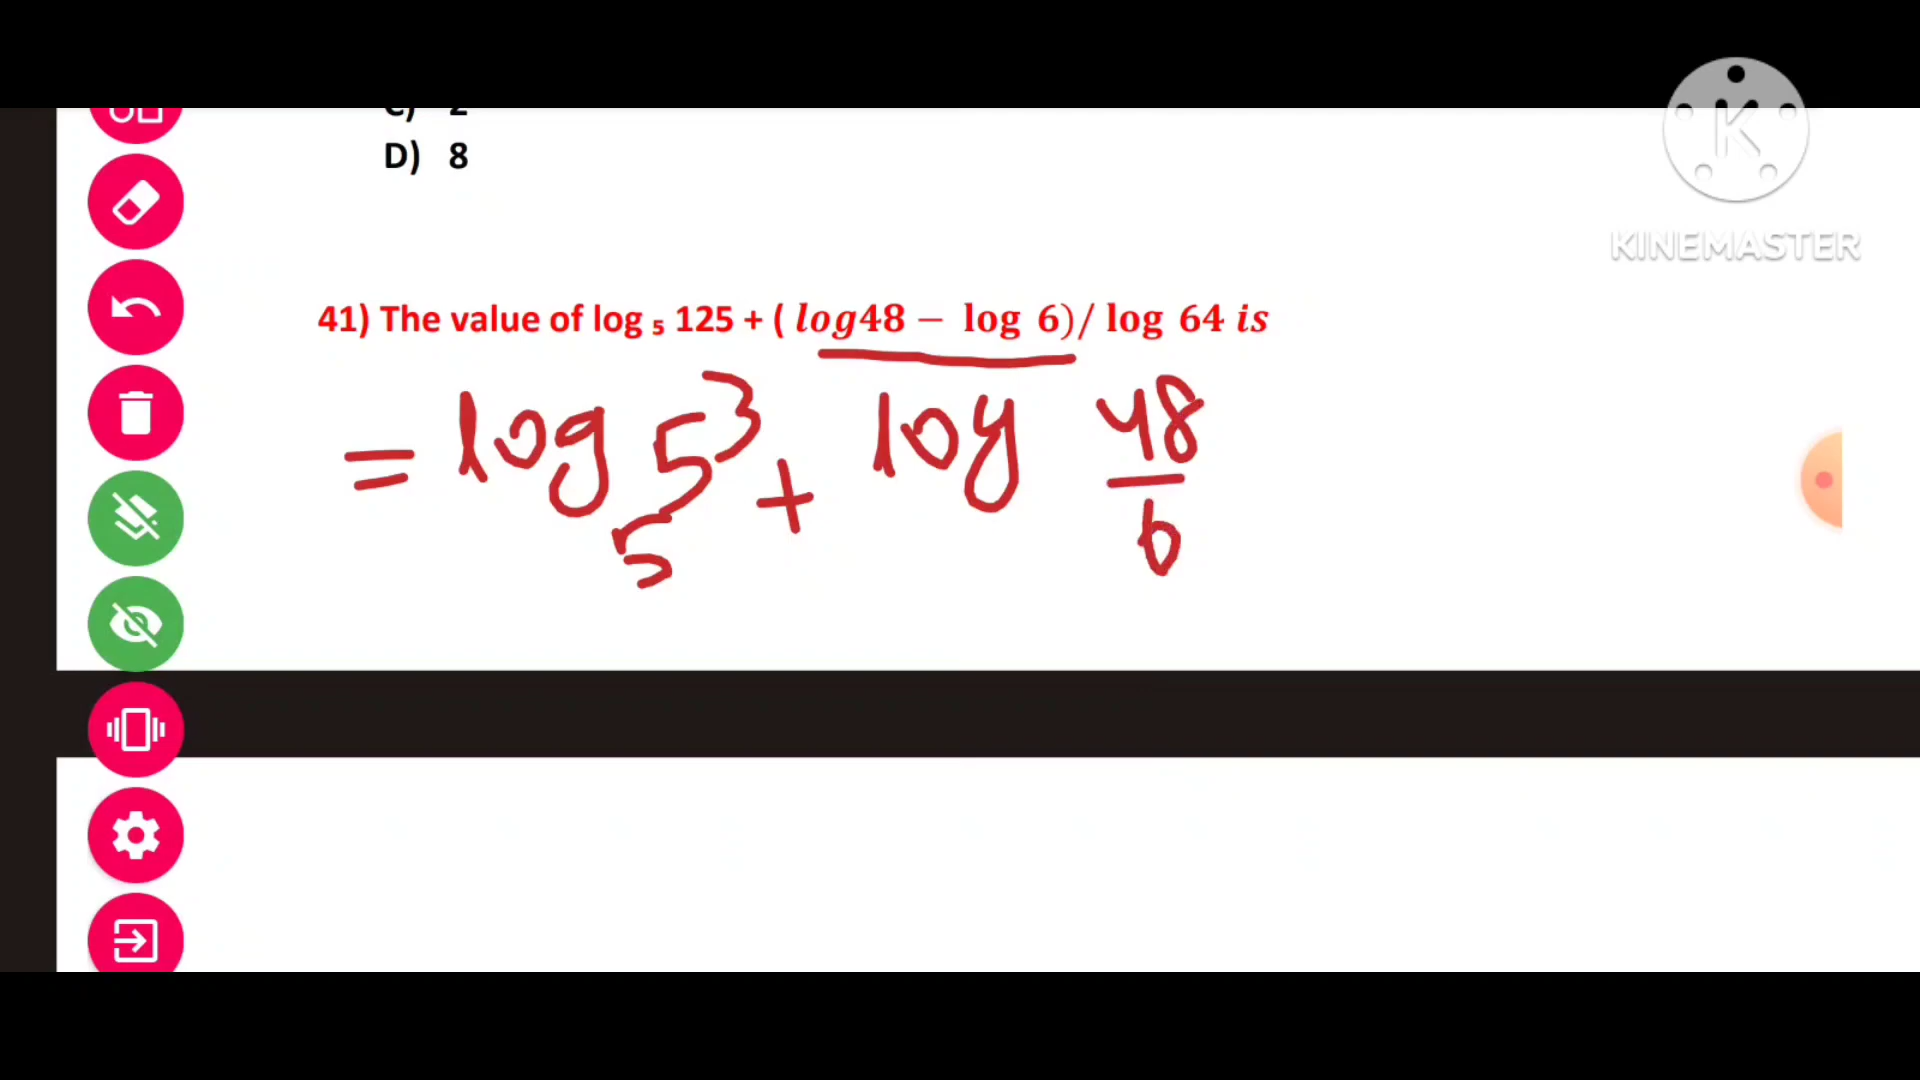 C) 2
D) 8
K
KINEMASTER
41) The value of log ₅ 125 + ( log48 − log 6)/ log 64 is
= log₅ 5³ + log 48/6